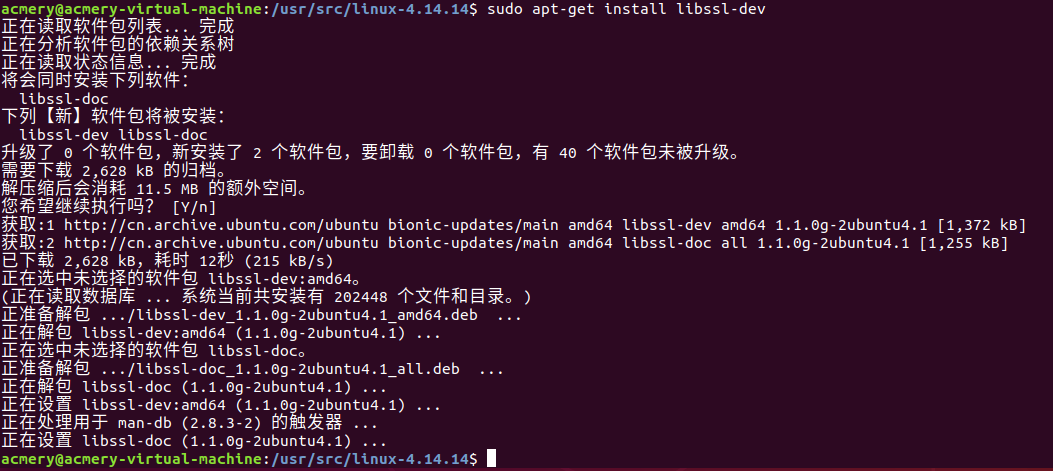 acmery@acmery-virtual-machine:/usr/src/linux-4.14.14$ sudo apt-get install libssl-dev
正在读取软件包列表... 完成
正在分析软件包的依赖关系树
正在读取状态信息... 完成
将会同时安装下列软件：
  libssl-doc
下列【新】软件包将被安装：
  libssl-dev libssl-doc
升级了 0 个软件包，新安装了 2 个软件包，要卸载 0 个软件包，有 40 个软件包未被升级。
需要下载 2,628 kB 的归档。
解压缩后会消耗 11.5 MB 的额外空间。
您希望继续执行吗？ [Y/n]
获取:1 http://cn.archive.ubuntu.com/ubuntu bionic-updates/main amd64 libssl-dev amd64 1.1.0g-2ubuntu4.1 [1,372 kB]
获取:2 http://cn.archive.ubuntu.com/ubuntu bionic-updates/main amd64 libssl-doc all 1.1.0g-2ubuntu4.1 [1,255 kB]
已下载 2,628 kB，耗时 12秒 (215 kB/s)
正在选中未选择的软件包 libssl-dev:amd64。
(正在读取数据库 ... 系统当前共安装有 202448 个文件和目录。)
正准备解包 .../libssl-dev_1.1.0g-2ubuntu4.1_amd64.deb  ...
正在解包 libssl-dev:amd64 (1.1.0g-2ubuntu4.1) ...
正在选中未选择的软件包 libssl-doc。
正准备解包 .../libssl-doc_1.1.0g-2ubuntu4.1_all.deb  ...
正在解包 libssl-doc (1.1.0g-2ubuntu4.1) ...
正在设置 libssl-dev:amd64 (1.1.0g-2ubuntu4.1) ...
正在处理用于 man-db (2.8.3-2) 的触发器 ...
正在设置 libssl-doc (1.1.0g-2ubuntu4.1) ...
acmery@acmery-virtual-machine:/usr/src/linux-4.14.14$